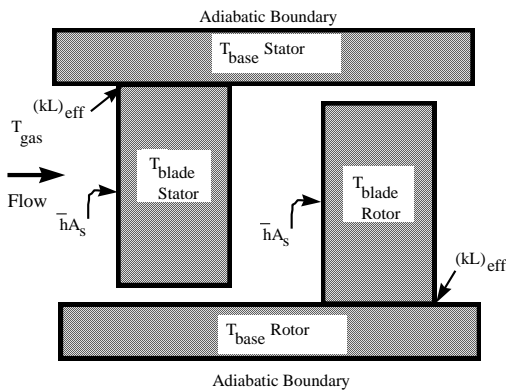 Adiabatic Boundary
T_base Stator
(kL)_eff
T_gas
Flow
T_blade
Stator
h̅A_s
T_blade
Rotor
h̅A_s
(kL)_eff
T_base Rotor
Adiabatic Boundary